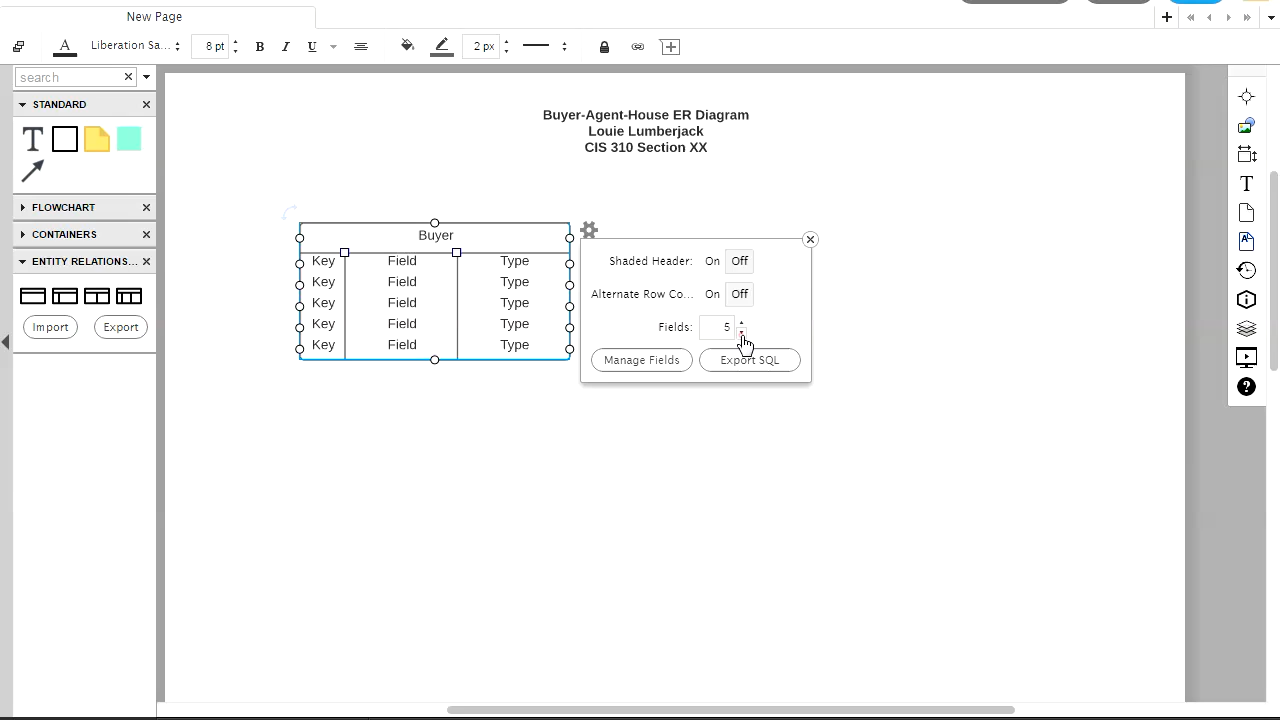 New Page
A Liberation Sa... 8 pt B I U 2 px
search
STANDARD
T
FLOWCHART
CONTAINERS
ENTITY RELATIONS...
Import Export
Buyer-Agent-House ER Diagram
Louie Lumberjack
CIS 310 Section XX
Buyer
Key Field Type
Key Field Type
Key Field Type
Key Field Type
Key Field Type
Shaded Header: On Off
Alternate Row Co... On Off
Fields: 5
Manage Fields Export SQL
T
A
?